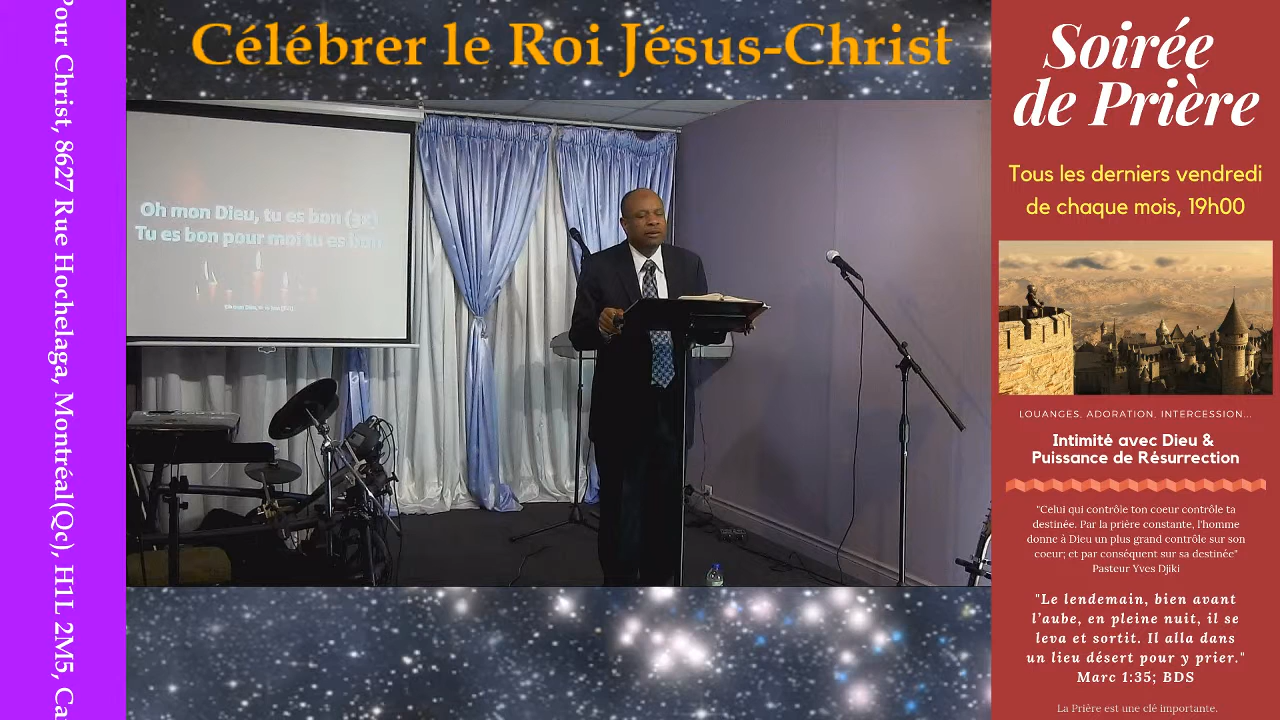 Pour Christ, 8627 Rue Hochelaga, Montréal(Qc), H1L 2M5, Ca
Célébrer le Roi Jésus-Christ
Oh mon Dieu, tu es bon (3x)
Tu es bon pour moi tu es bon
Soirée
de Prière
Tous les derniers vendredi
de chaque mois, 19h00
LOUANGES, ADORATION, INTERCESSION...
Intimité avec Dieu &
Puissance de Résurrection
"Celui qui contrôle ton coeur contrôle ta
destinée. Par la prière constante, l'homme
donne à Dieu un plus grand contrôle sur son
coeur; et par conséquent sur sa destinée"
Pasteur Yves Djiki
"Le lendemain, bien avant
l'aube, en pleine nuit, il se
leva et sortit. Il alla dans
un lieu désert pour y prier."
Marc 1:35; BDS
La Prière est une clé importante.